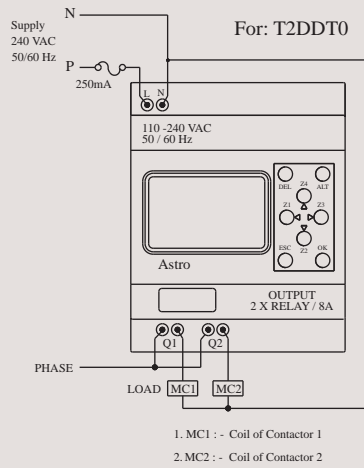 N
For: T2DDT0
Supply
240 VAC
50/60 Hz
P
250mA
L N
110 -240 VAC
50 / 60 Hz
DEL Z4 ALT
Z1 Z3
ESC Z2 OK
Astro
OUTPUT
2 X RELAY / 8A
Q1 Q2
PHASE
LOAD MC1 MC2
1. MC1 : - Coil of Contactor 1
2. MC2 : - Coil of Contactor 2